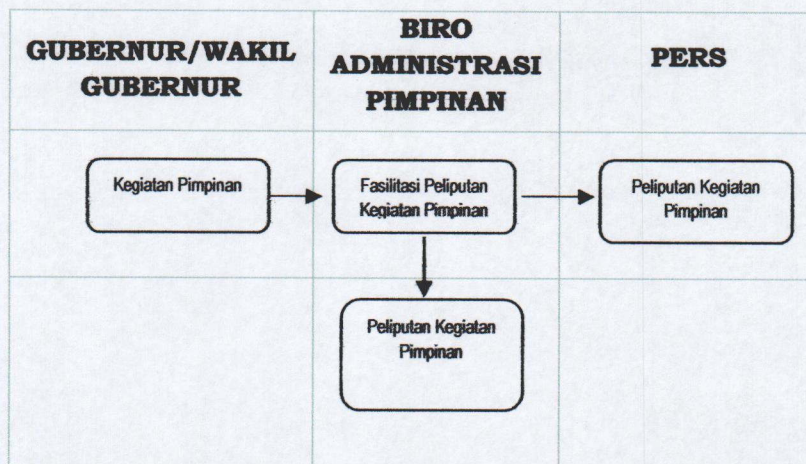 GUBERNUR/WAKIL
GUBERNUR
BIRO
ADMINISTRASI
PIMPINAN
PERS
Kegiatan Pimpinan
Fasilitasi Peliputan
Kegiatan Pimpinan
Peliputan Kegiatan
Pimpinan
Peliputan Kegiatan
Pimpinan